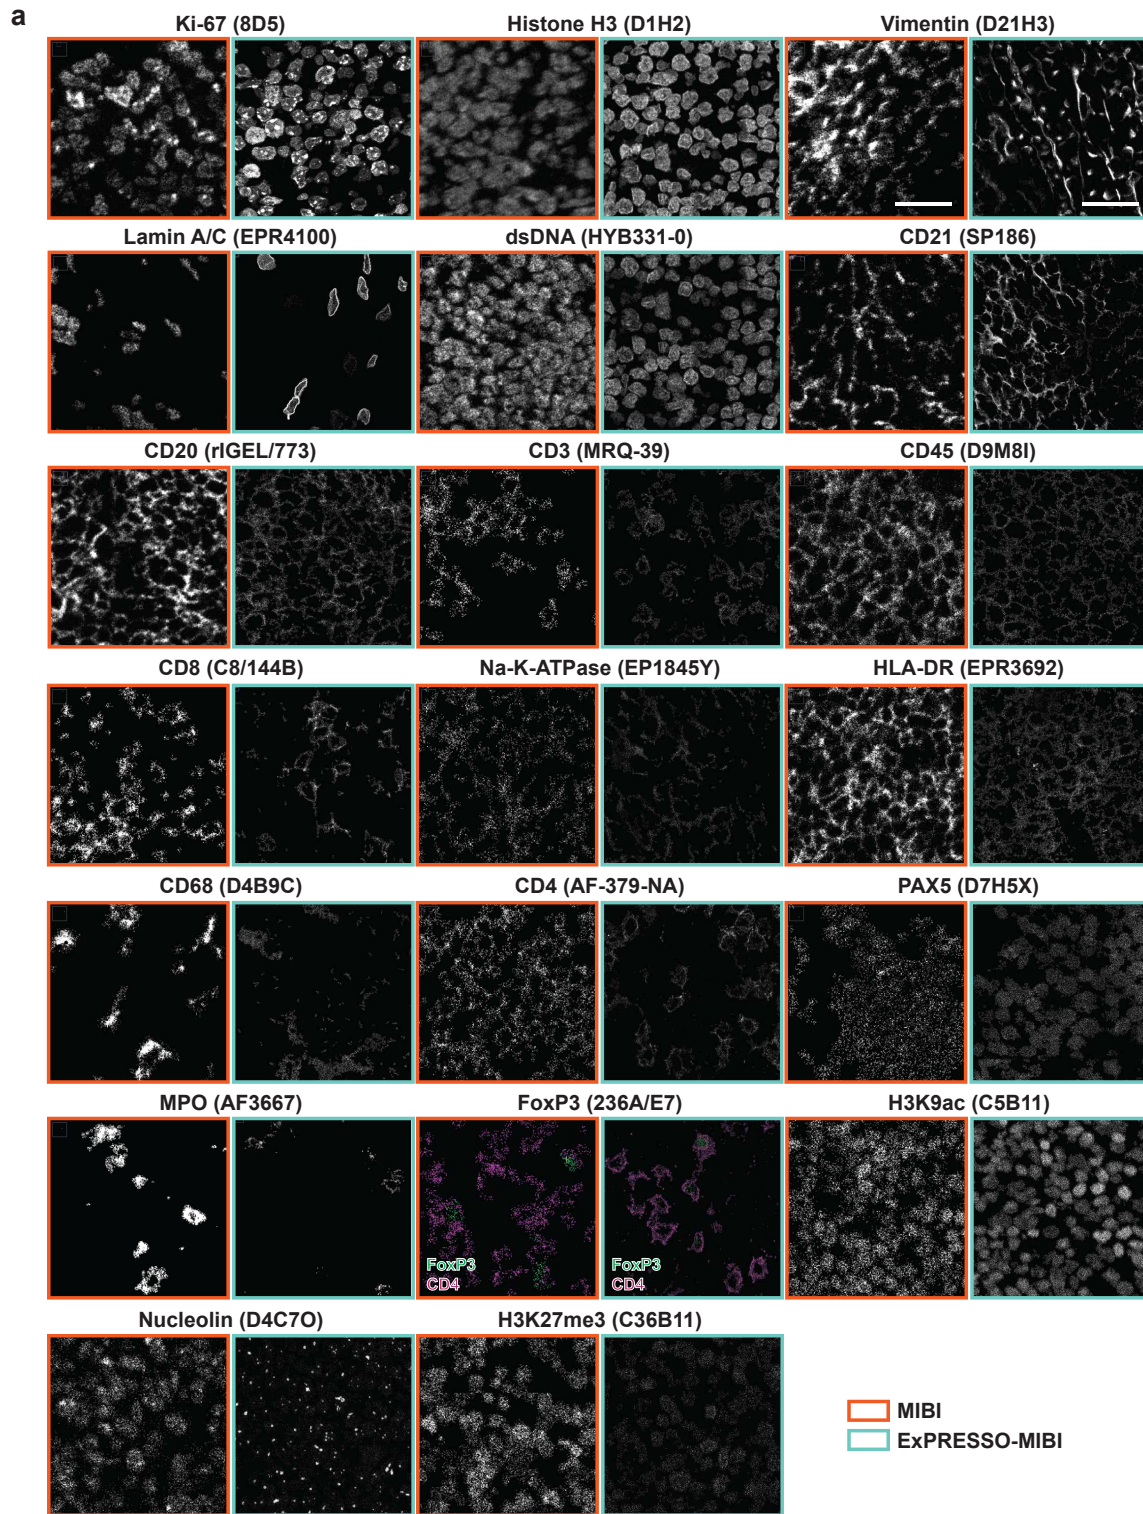 a
Ki-67 (8D5)
Histone H3 (D1H2)
Vimentin (D21H3)
Lamin A/C (EPR4100)
dsDNA (HYB331-0)
CD21 (SP186)
CD20 (rIGEL/773)
CD3 (MRQ-39)
CD45 (D9M8I)
CD8 (C8/144B)
Na-K-ATPase (EP1845Y)
HLA-DR (EPR3692)
CD68 (D4B9C)
CD4 (AF-379-NA)
PAX5 (D7H5X)
MPO (AF3667)
FoxP3 (236A/E7)
H3K9ac (C5B11)
FoxP3
CD4
FoxP3
CD4
Nucleolin (D4C7O)
H3K27me3 (C36B11)
MIBI
ExPRESSO-MIBI